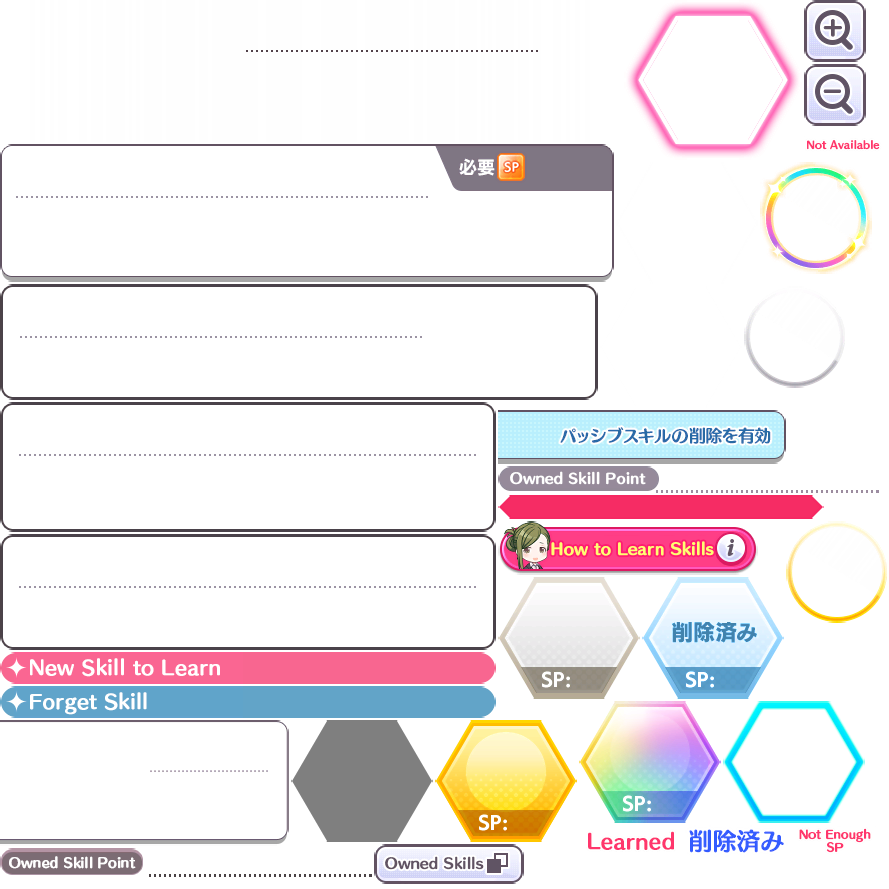 Not Available
必要 SP
パッシブスキルの削除を有効
Owned Skill Point
How to Learn Skills i
削除済み
SP:
SP:
New Skill to Learn
Forget Skill
SP:
SP:
Learned
削除済み
Not Enough
SP
Owned Skill Point
Owned Skills